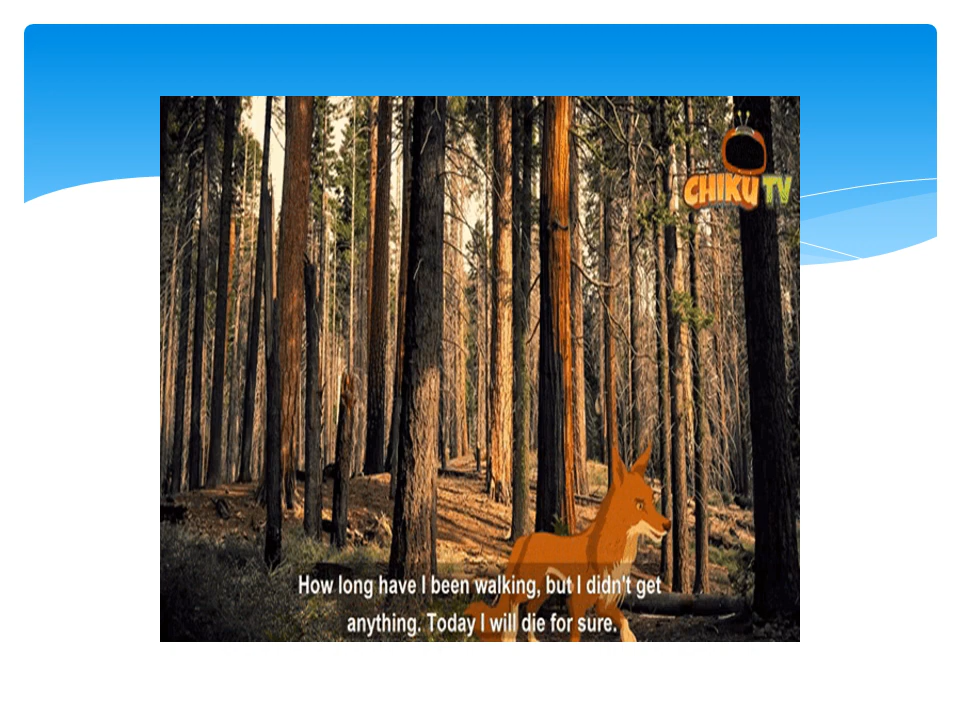 CHIKU TV
How long have I been walking, but I didn't get
anything. Today I will die for sure.